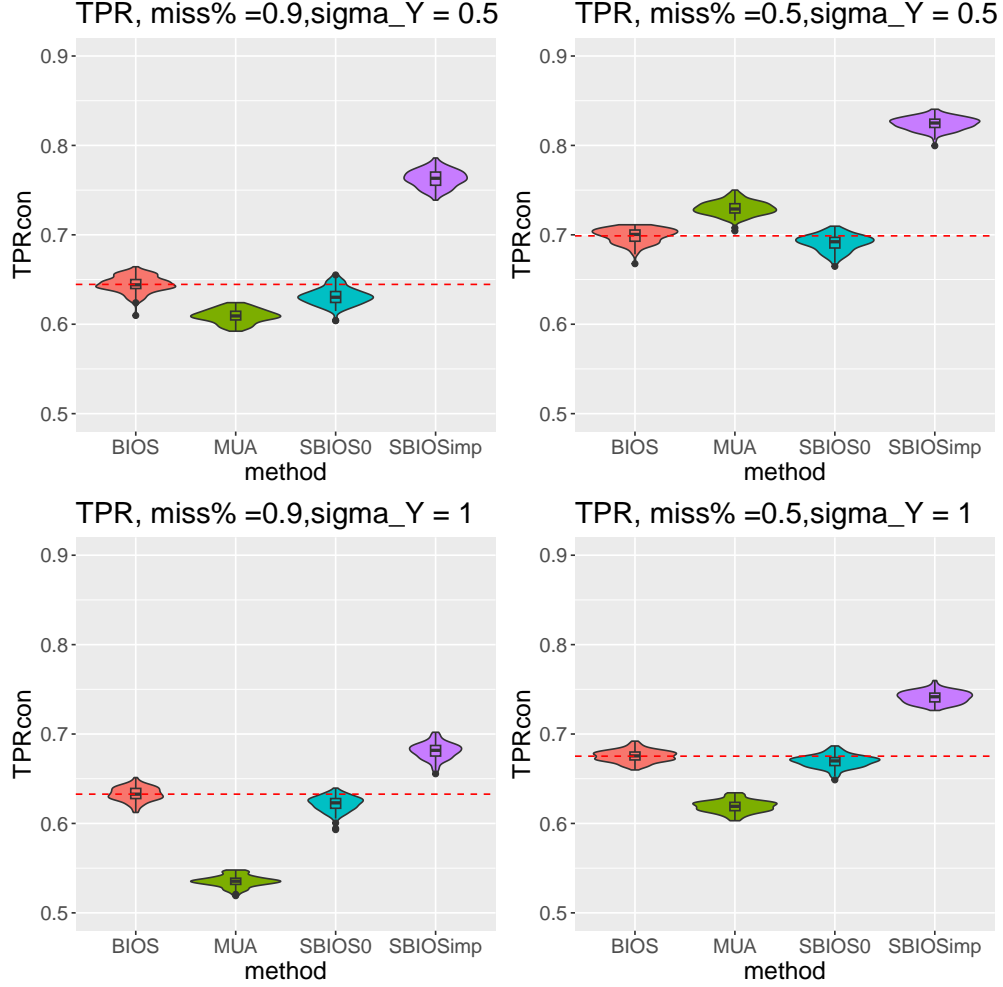 TPR, miss% =0.9,sigma_Y = 0.5
TPRcon
0.9
0.8
0.7
0.6
0.5
BIOS MUA SBIOS0 SBIOSimp
method
TPR, miss% =0.5,sigma_Y = 0.5
TPRcon
0.9
0.8
0.7
0.6
0.5
BIOS MUA SBIOS0 SBIOSimp
method
TPR, miss% =0.9,sigma_Y = 1
TPRcon
0.9
0.8
0.7
0.6
0.5
BIOS MUA SBIOS0 SBIOSimp
method
TPR, miss% =0.5,sigma_Y = 1
TPRcon
0.9
0.8
0.7
0.6
0.5
BIOS MUA SBIOS0 SBIOSimp
method